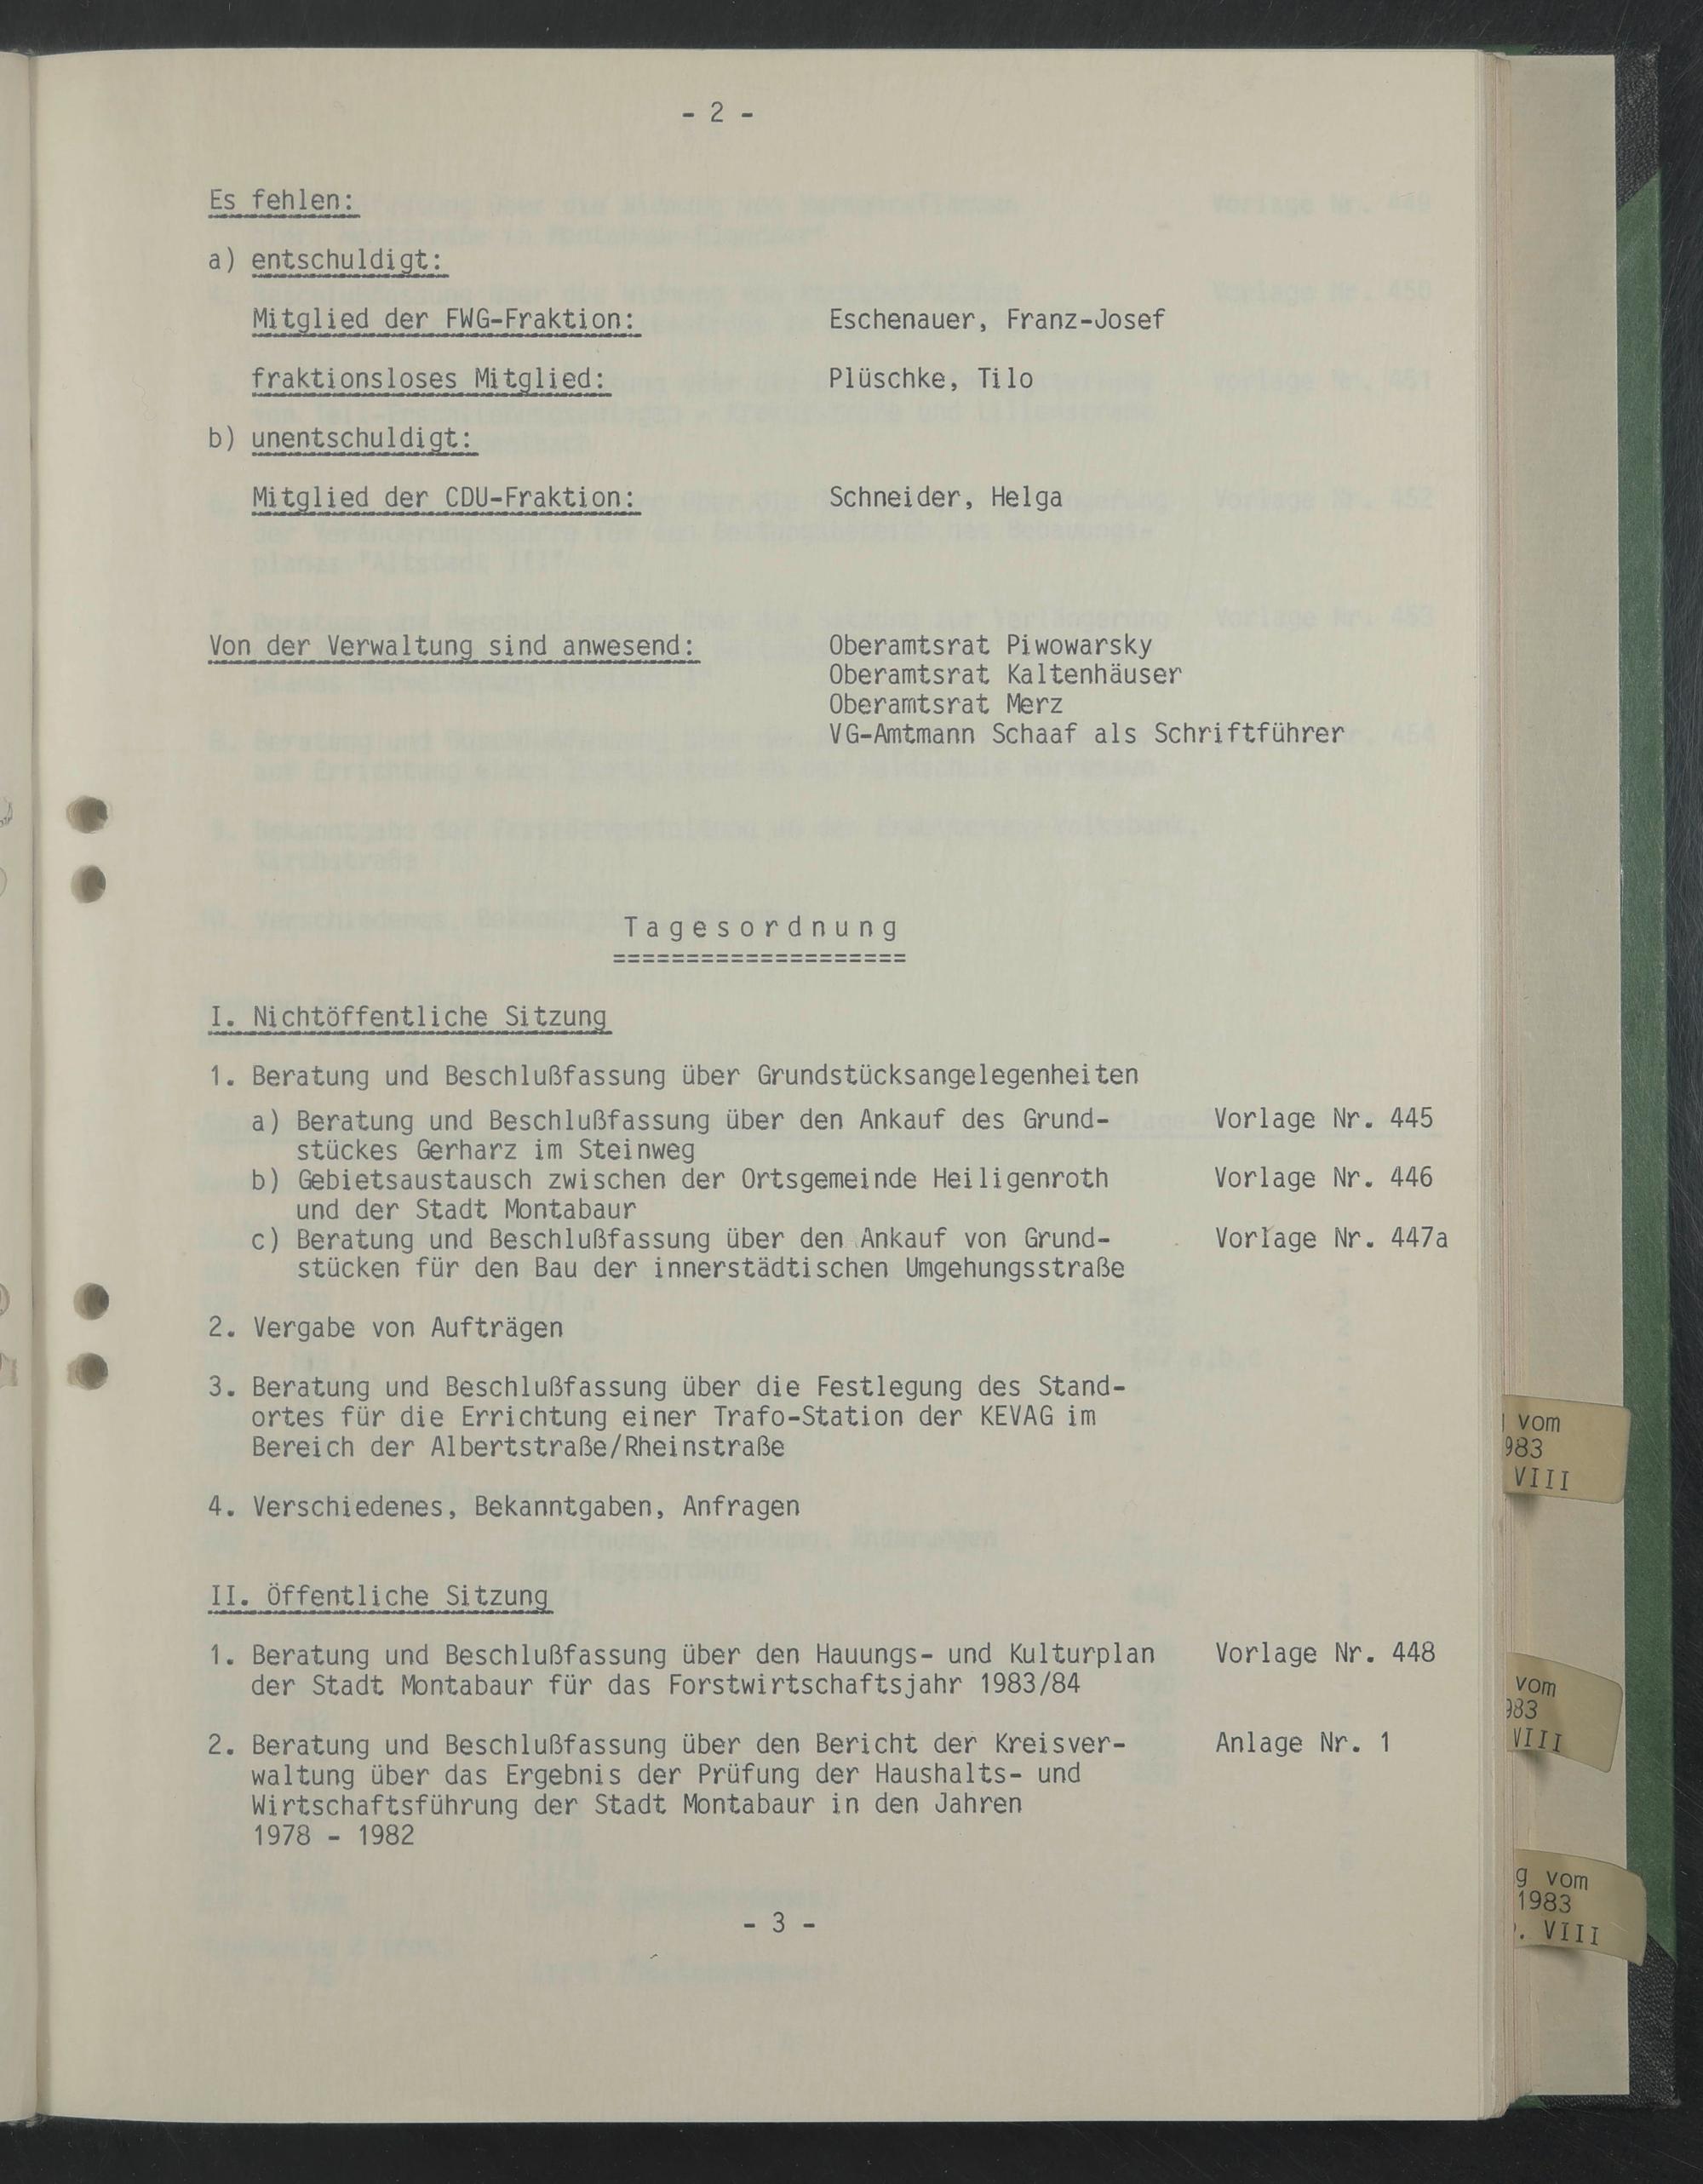 - 2 -
Es fehlen:
a) entschuldigt:
Mitglied der FWG-Fraktion: Eschenauer, Franz-Josef
fraktionsloses Mitglied: Plüschke, Tilo
b) unentschuldigt:
Mitglied der CDU-Fraktion: Schneider, Helga
Von der Verwaltung sind anwesend: Oberamtsrat Piwowarsky
Oberamtsrat Kaltenhäuser
Oberamtsrat Merz
VG-Amtmann Schaaf als Schriftführer
Tagesordnung
====================
I. Nichtöffentliche Sitzung
1. Beratung und Beschlußfassung über Grundstücksangelegenheiten
a) Beratung und Beschlußfassung über den Ankauf des Grund- Vorlage Nr. 445
stückes Gerharz im Steinweg
b) Gebietsaustausch zwischen der Ortsgemeinde Heiligenroth Vorlage Nr. 446
und der Stadt Montabaur
c) Beratung und Beschlußfassung über den Ankauf von Grund- Vorlage Nr. 447a
stücken für den Bau der innerstädtischen Umgehungsstraße
2. Vergabe von Aufträgen
3. Beratung und Beschlußfassung über die Festlegung des Stand-
ortes für die Errichtung einer Trafo-Station der KEVAG im
Bereich der Albertstraße/Rheinstraße
4. Verschiedenes, Bekanntgaben, Anfragen
II. Öffentliche Sitzung
1. Beratung und Beschlußfassung über den Hauungs- und Kulturplan Vorlage Nr. 448
der Stadt Montabaur für das Forstwirtschaftsjahr 1983/84
2. Beratung und Beschlußfassung über den Bericht der Kreisver- Anlage Nr. 1
waltung über das Ergebnis der Prüfung der Haushalts- und
Wirtschaftsführung der Stadt Montabaur in den Jahren
1978 - 1982
- 3 -
vom
983
VIII
vom
983
VIII
g vom
1983
. VIII